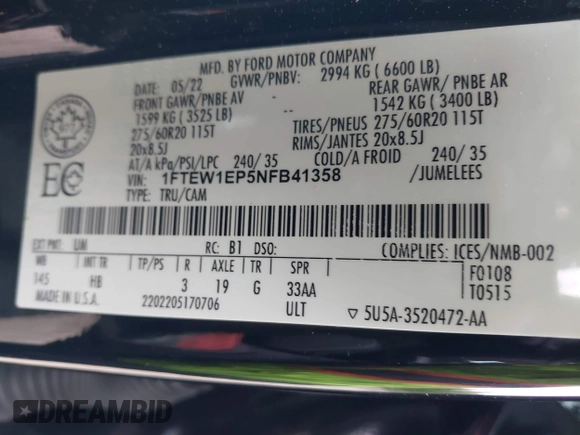 MFD. BY FORD MOTOR COMPANY
DATE: 05/22 GVWR/PNBV: 2994 KG ( 6600 LB)
FRONT GAWR/PNBE AV REAR GAWR / PNBE AR
1599 KG ( 3525 LB) 1542 KG ( 3400 LB)
275/60R20 115T TIRES/PNEUS 275/60R20 115T
20x8.5J RIMS/JANTES 20x8.5J
AT/A kPa/PSI/LPC 240/ 35 COLD/A FROID 240/ 35
VIN: 1FTEW1EP5NFB41358 /JUMELEES
TYPE: TRU/CAM
EXT PNT: UM RC: B1 DSO: COMPLIES: ICES/NMB-002
WB TP/PS R AXLE TR SPR F0108
145 HB 3 19 G 33AA T0515
MADE IN U.S.A. 2202205170706 ULT ▽ 5U5A-3520472-AA
EC
DREAMBID